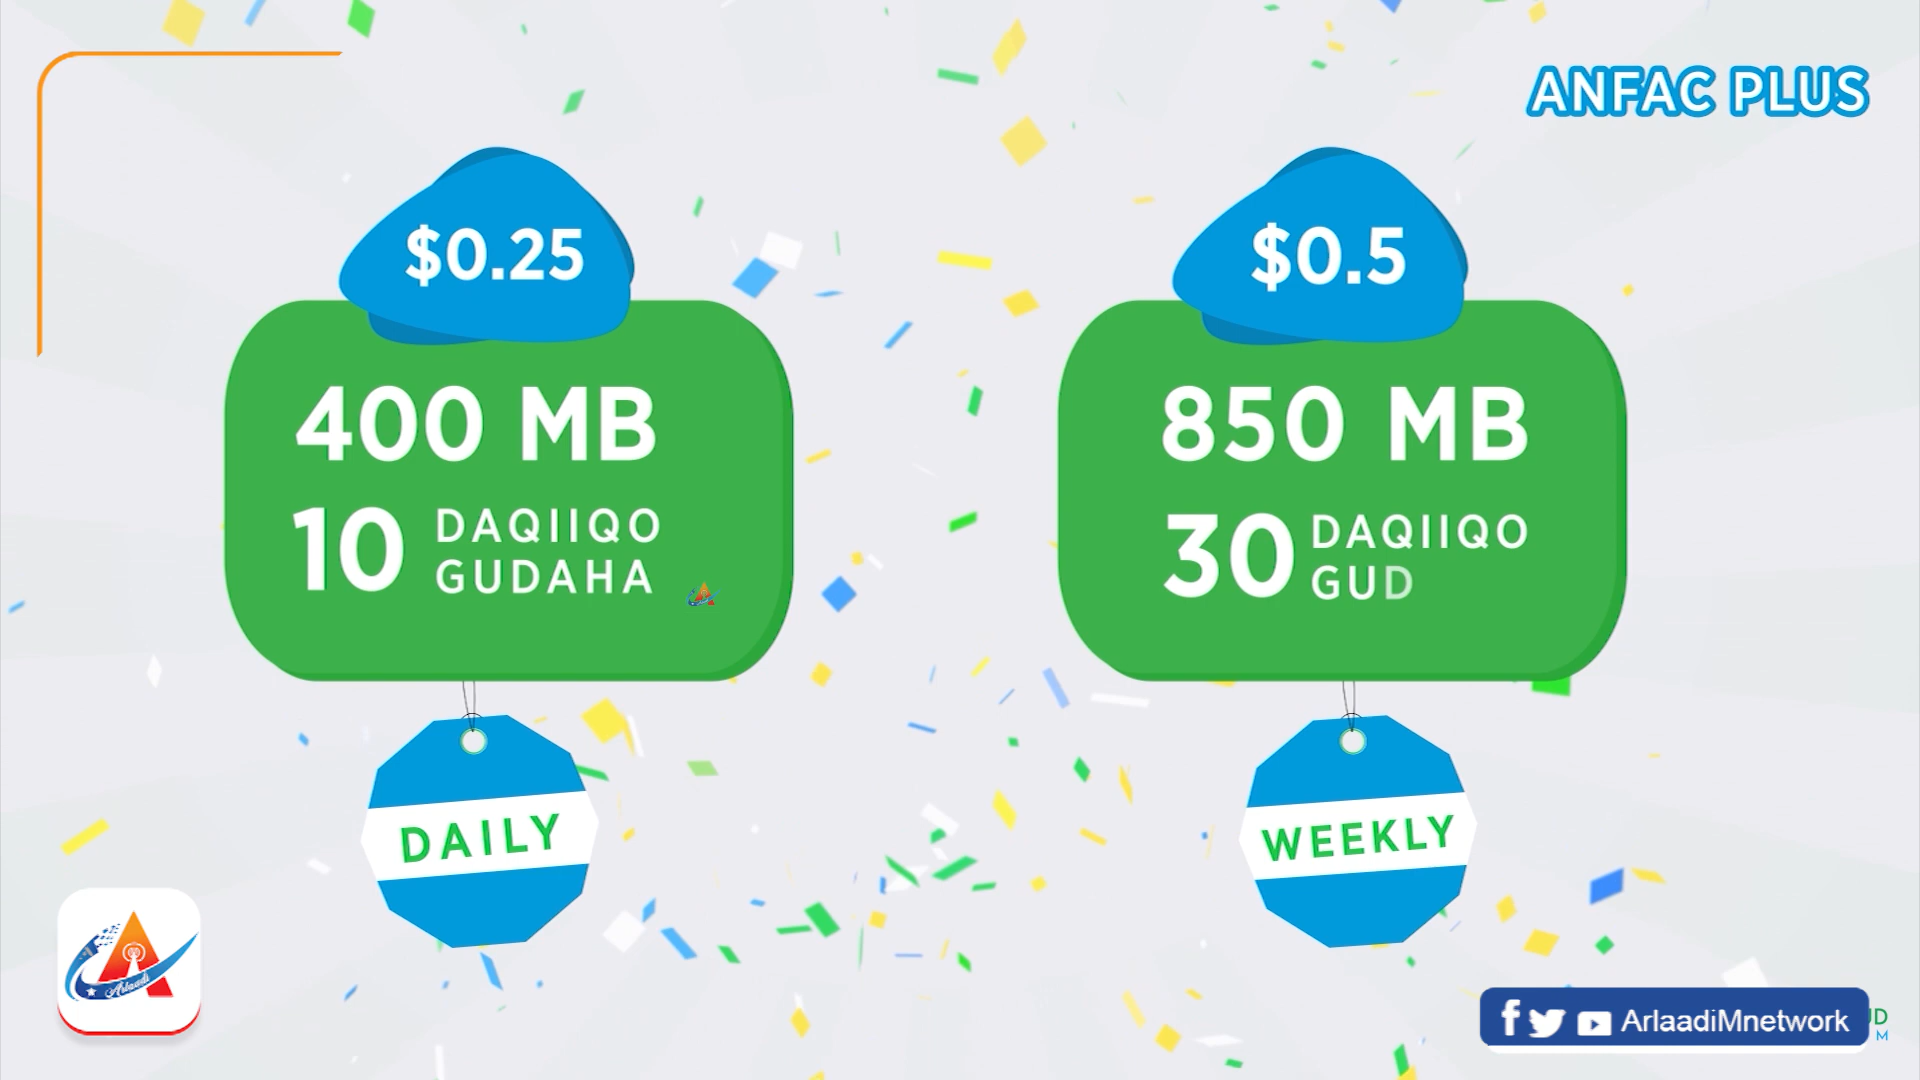 ANFAC PLUS
$0.25
400 MB
10 DAQIIQO
GUDAHA
DAILY
$0.5
850 MB
30 DAQIIQO
GUD
WEEKLY
Arlaadi
ArlaadiMnetwork